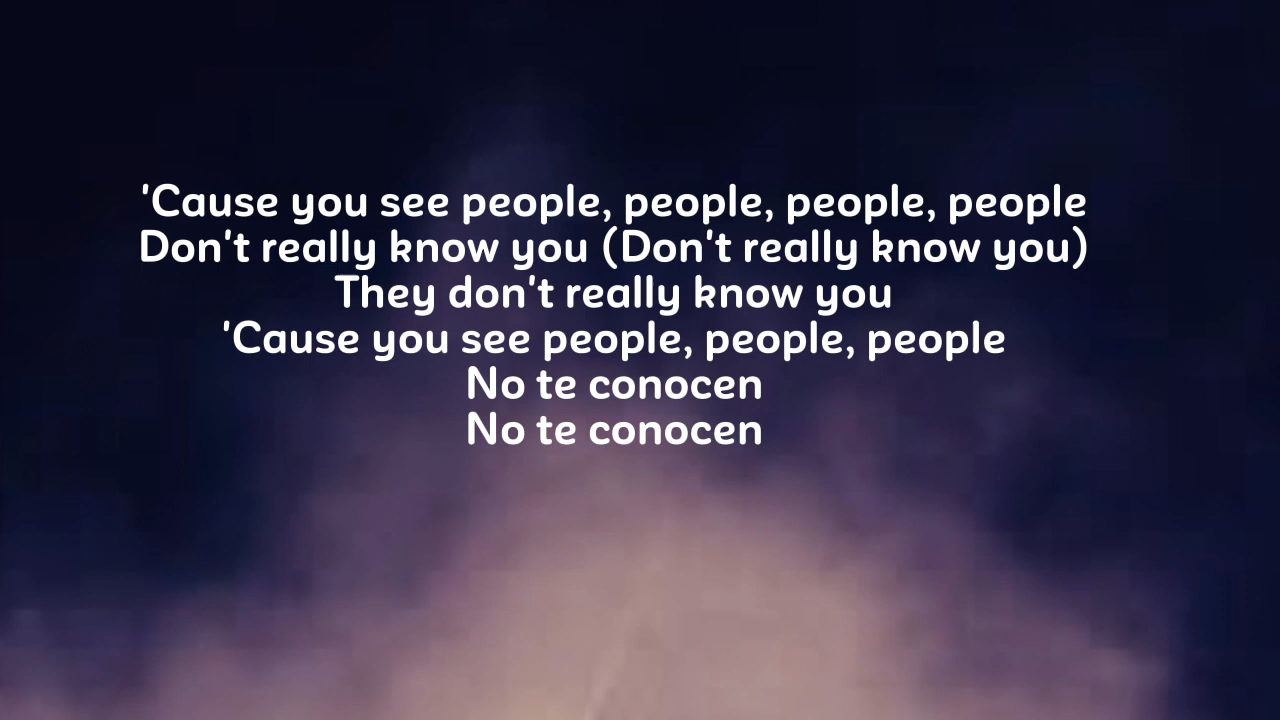 'Cause you see people, people, people, people
Don't really know you (Don't really know you)
They don't really know you
'Cause you see people, people, people
No te conocen
No te conocen